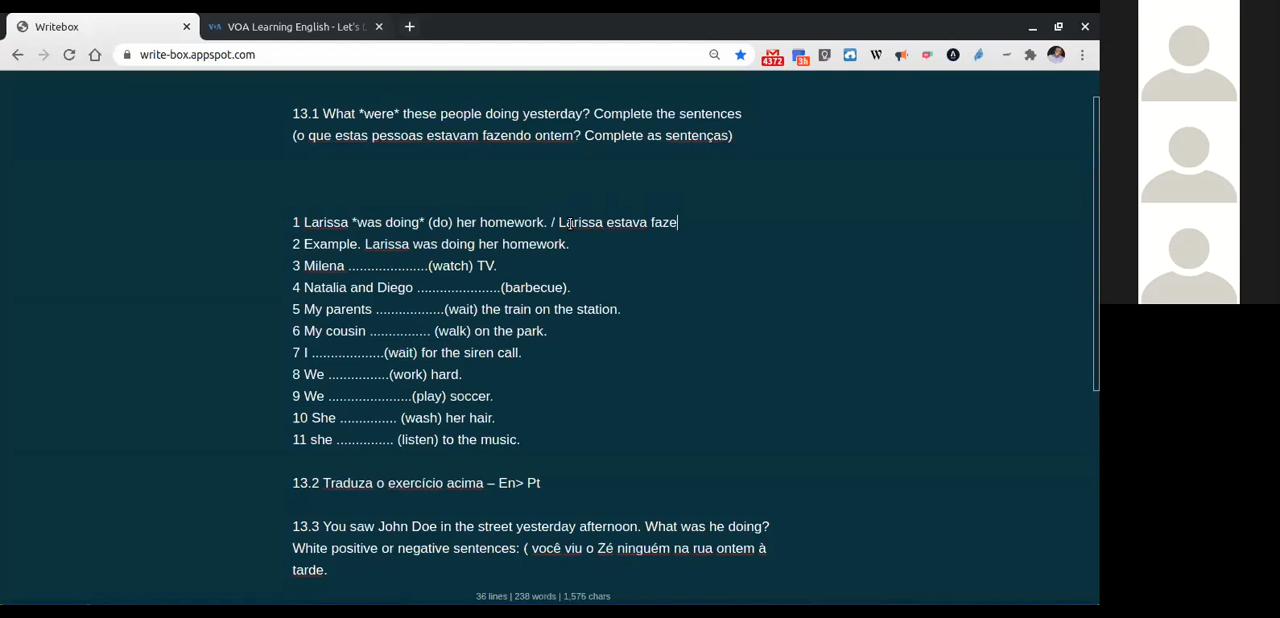 Writebox
VOA VOA Learning English - Let's L
write-box.appspot.com
4372
3h
W
13.1 What *were* these people doing yesterday? Complete the sentences
(o que estas pessoas estavam fazendo ontem? Complete as sentenças)
1 Larissa *was doing* (do) her homework. / Larissa estava faze
2 Example. Larissa was doing her homework.
3 Milena .....................(watch) TV.
4 Natalia and Diego ......................(barbecue).
5 My parents ..................(wait) the train on the station.
6 My cousin ................ (walk) on the park.
7 I ...................(wait) for the siren call.
8 We ................(work) hard.
9 We ......................(play) soccer.
10 She ............... (wash) her hair.
11 she ............... (listen) to the music.
13.2 Traduza o exercício acima – En> Pt
13.3 You saw John Doe in the street yesterday afternoon. What was he doing?
White positive or negative sentences: ( você viu o Zé ninguém na rua ontem à
tarde.
36 lines | 238 words | 1,576 chars